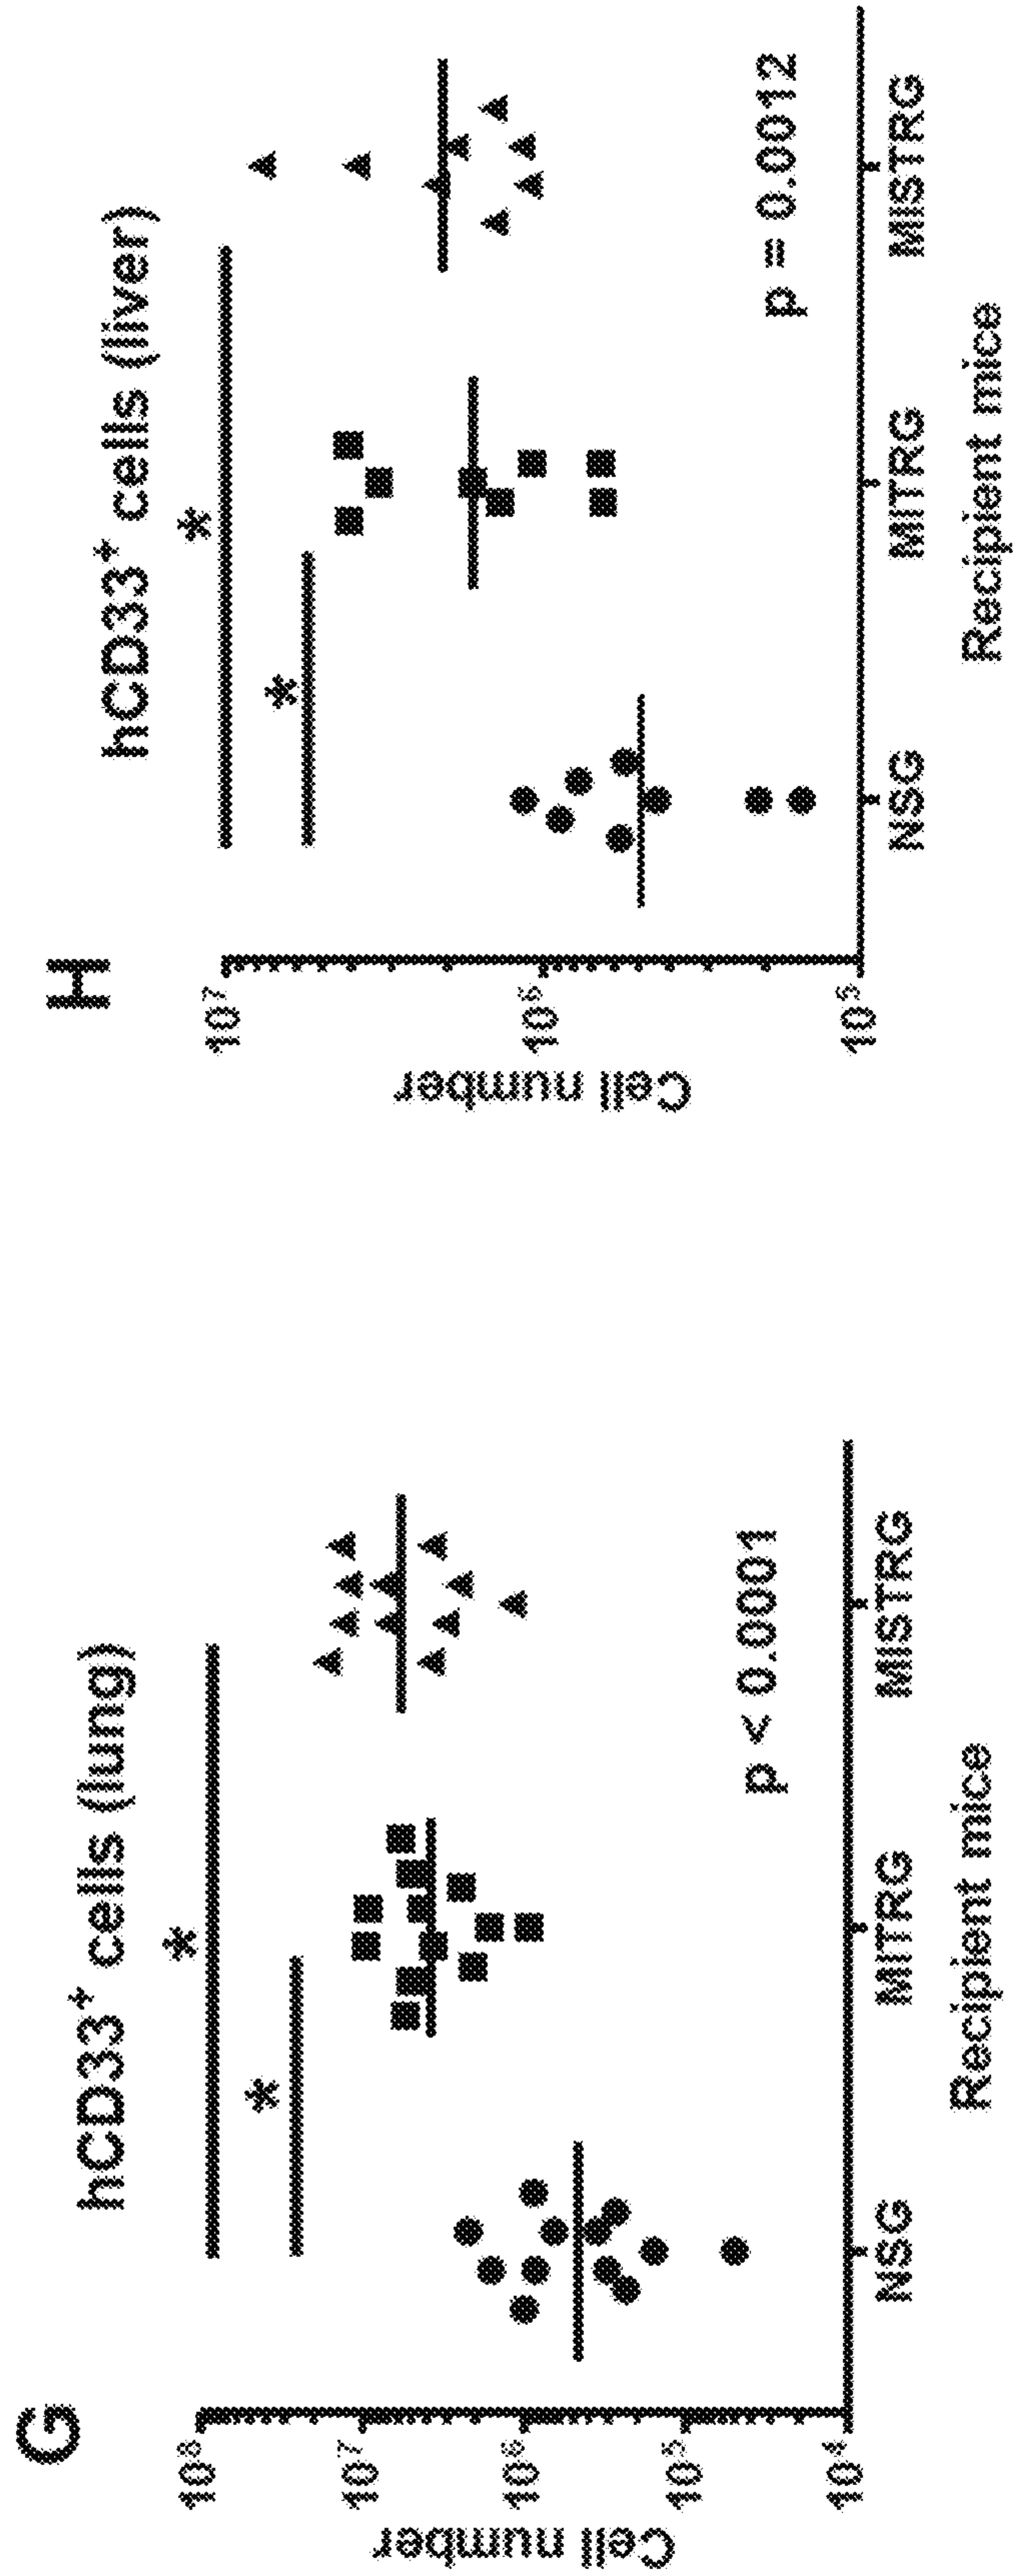 G
hCD33⁺ cells (lung)
*
*
Cell number
10⁸
10⁷
10⁶
10⁵
10⁴
p < 0.0001
NSG MITRG MISTRG
Recipient mice
H
hCD33⁺ cells (liver)
*
*
Cell number
10⁷
10⁶
10⁵
p = 0.0012
NSG MITRG MISTRG
Recipient mice